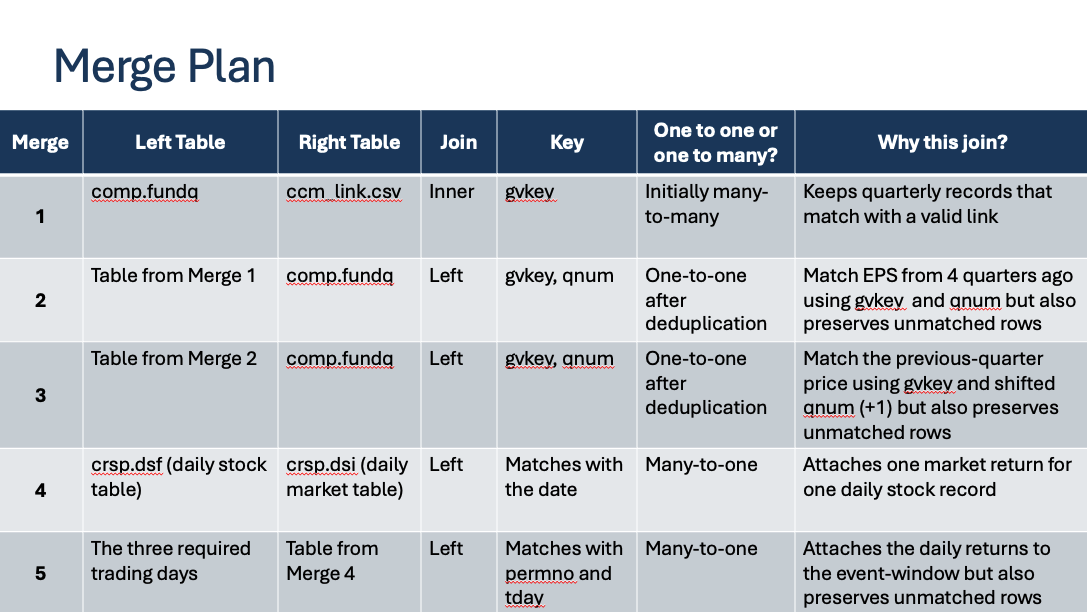 Merge Plan
Merge
Left Table
Right Table
Join
Key
One to one or
one to many?
Why this join?
1
comp.fundq
ccm_link.csv
Inner
gvkey
Initially many-
to-many
Keeps quarterly records that
match with a valid link
2
Table from Merge 1
comp.fundq
Left
gvkey, qnum
One-to-one
after
deduplication
Match EPS from 4 quarters ago
using gvkey and qnum but also
preserves unmatched rows
3
Table from Merge 2
comp.fundq
Left
gvkey, qnum
One-to-one
after
deduplication
Match the previous-quarter
price using gvkey and shifted
qnum (+1) but also preserves
unmatched rows
4
crsp.dsf (daily stock
table)
crsp.dsi (daily
market table)
Left
Matches with
the date
Many-to-one
Attaches one market return for
one daily stock record
5
The three required
trading days
Table from
Merge 4
Left
Matches with
permno and
tday
Many-to-one
Attaches the daily returns to
the event-window but also
preserves unmatched rows